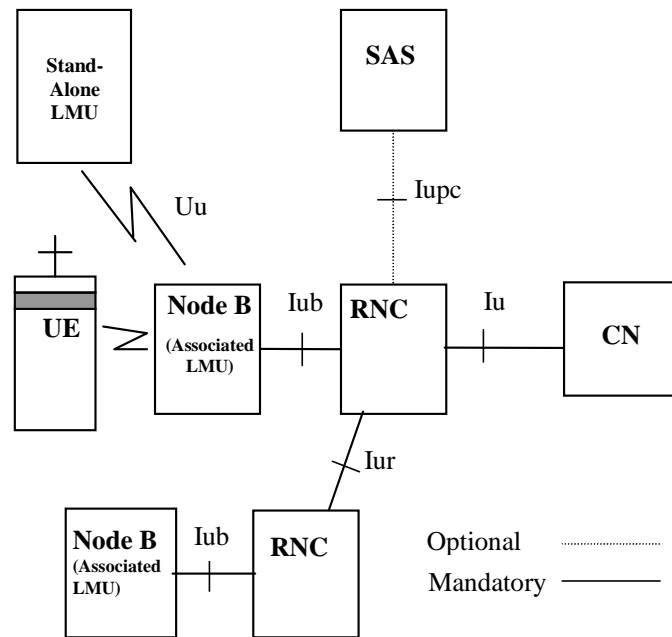 Stand-
Alone
LMU
SAS
Uu
Iupc
UE
Node B
(Associated
LMU)
Iub
RNC
Iu
CN
Iur
Node B
(Associated
LMU)
Iub
RNC
Optional
Mandatory